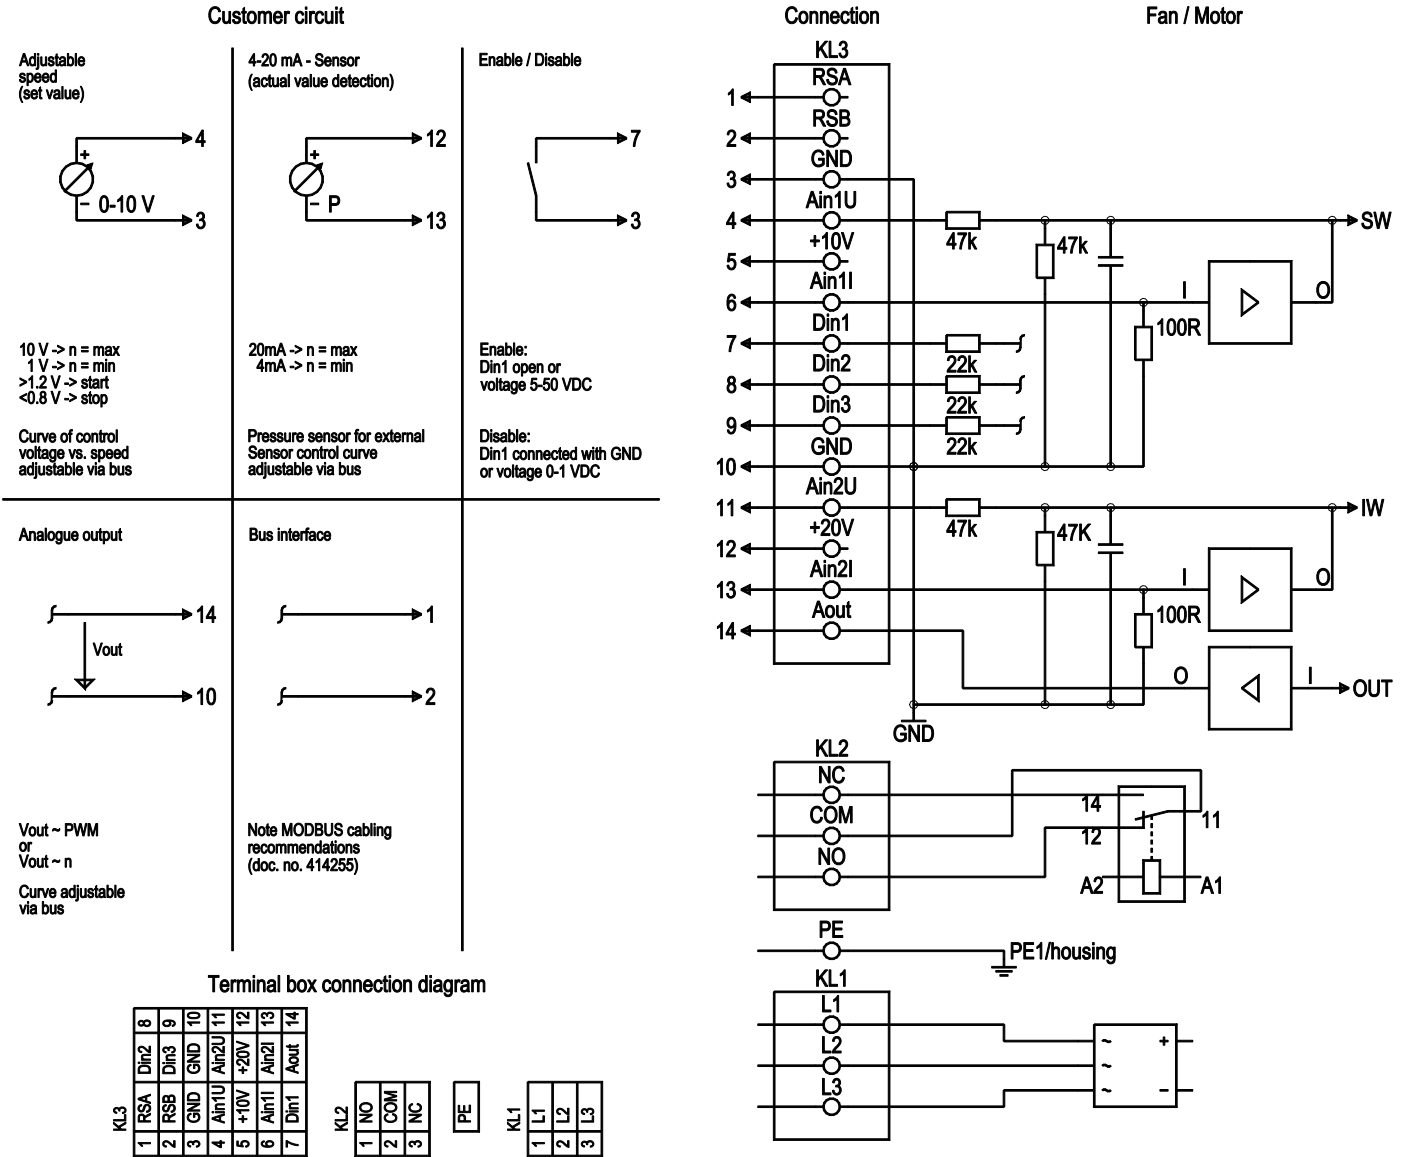 Customer circuit
Adjustable
speed
(set value)
4
+
− 0-10 V
3
10 V -> n = max
1 V -> n = min
>1.2 V -> start
<0.8 V -> stop
Curve of control
voltage vs. speed
adjustable via bus
4-20 mA - Sensor
(actual value detection)
12
+
− P
13
20mA -> n = max
4mA -> n = min
Pressure sensor for external
Sensor control curve
adjustable via bus
Enable / Disable
7
3
Enable:
Din1 open or
voltage 5-50 VDC
Disable:
Din1 connected with GND
or voltage 0-1 VDC
Analogue output
14
Vout
10
Vout ~ PWM
or
Vout ~ n
Curve adjustable
via bus
Bus interface
1
2
Note MODBUS cabling
recommendations
(doc. no. 414255)
Connection
Fan / Motor
KL3
RSA
1
RSB
2
GND
3
Ain1U
4
47k
47k
SW
+10V
5
Ain1I
6
I
O
100R
Din1
7
22k
Din2
8
22k
Din3
9
22k
GND
10
Ain2U
11
47k
47K
IW
+20V
12
Ain2I
13
I
O
100R
Aout
14
O
I
OUT
GND
KL2
NC
14
COM
11
12
NO
A2
A1
PE
PE1/housing
KL1
L1
~
+
L2
~
L3
~
−
Terminal box connection diagram
KL3
8 9 10 11 12 13 14
Din2 Din3 GND Ain2U +20V Ain2I Aout
RSA RSB GND Ain1U +10V Ain1I Din1
1 2 3 4 5 6 7
KL2
NO COM NC
1 2 3
PE
KL1
L1 L2 L3
1 2 3